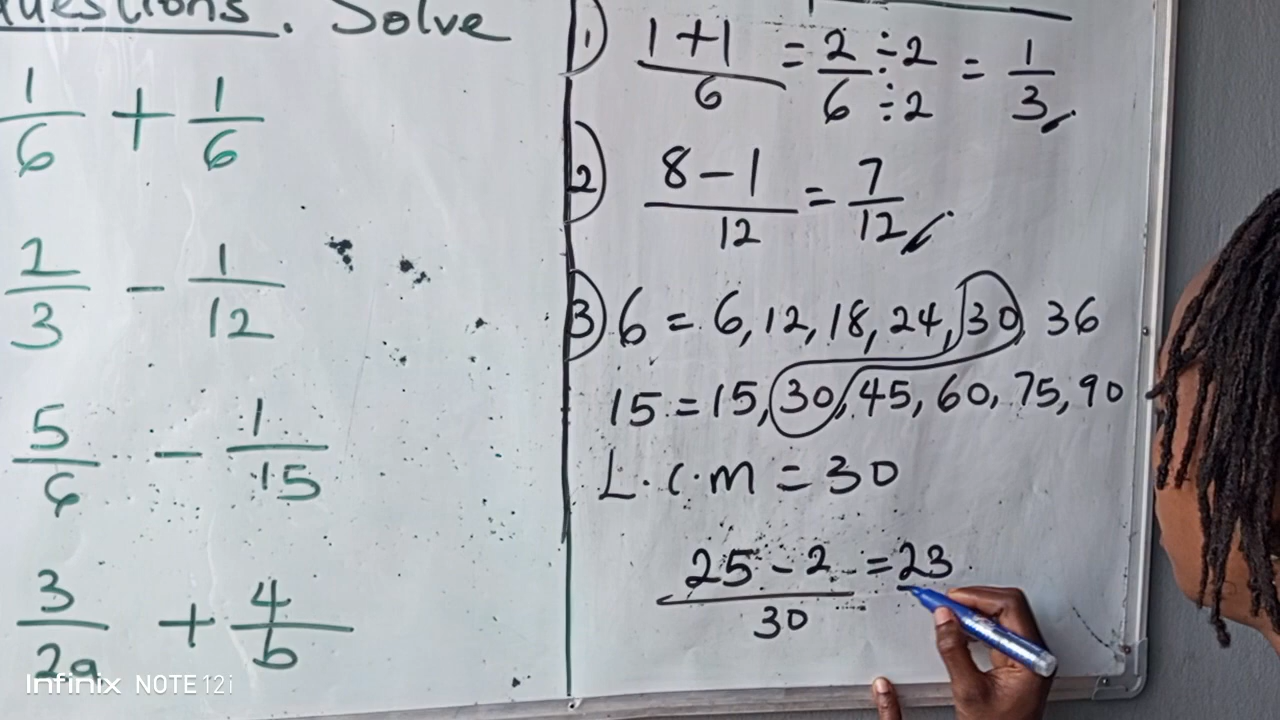 Questions. Solve
1/6 + 1/6
2/3 - 1/12
5/6 - 1/15
3/2a + 4/b
1) (1+1)/6 = 2/6 ÷2/÷2 = 1/3
2) (8-1)/12 = 7/12
3) 6 = 6, 12, 18, 24, 30, 36
15 = 15, 30, 45, 60, 75, 90
L.C.M = 30
(25-2)/30 = 23
Infinix NOTE 12i